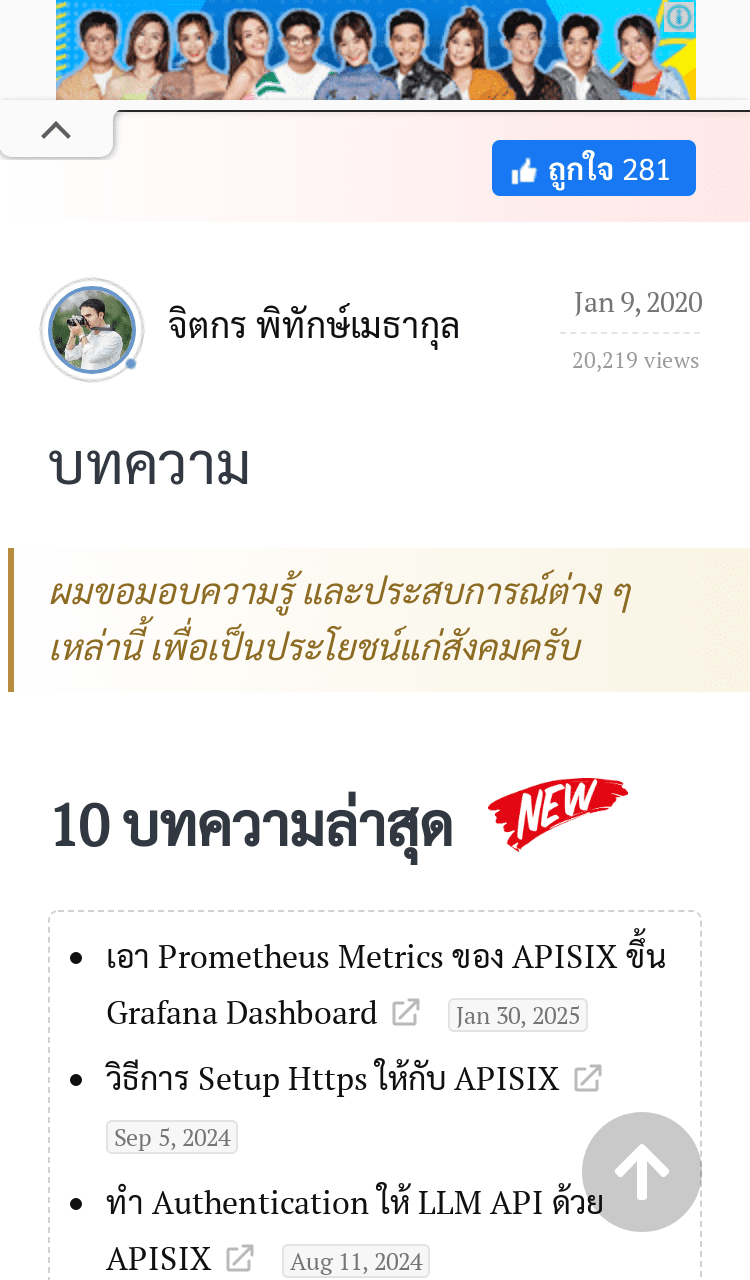 ถูกใจ 281
จิตกร พิทักษ์เมธากุล
Jan 9, 2020
20,219 views
บทความ
ผมขอมอบความรู้ และประสบการณ์ต่าง ๆ
เหล่านี้ เพื่อเป็นประโยชน์แก่สังคมครับ
10 บทความล่าสุด NEW
เอา Prometheus Metrics ของ APISIX ขึ้น
Grafana Dashboard Jan 30, 2025
วิธีการ Setup Https ให้กับ APISIX
Sep 5, 2024
ทำ Authentication ให้ LLM API ด้วย
APISIX Aug 11, 2024